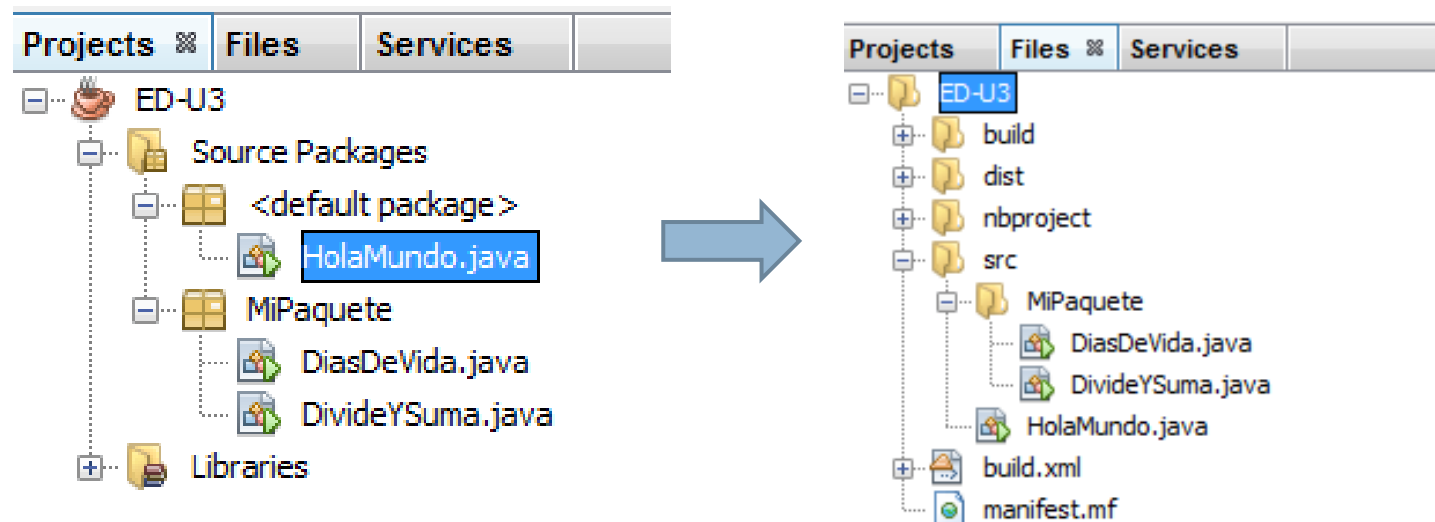 Projects Files Services
ED-U3
Source Packages
<default package>
HolaMundo.java
MiPaquete
DiasDeVida.java
DivideYSuma.java
Libraries
Projects Files Services
ED-U3
build
dist
nbproject
src
MiPaquete
DiasDeVida.java
DivideYSuma.java
HolaMundo.java
build.xml
manifest.mf